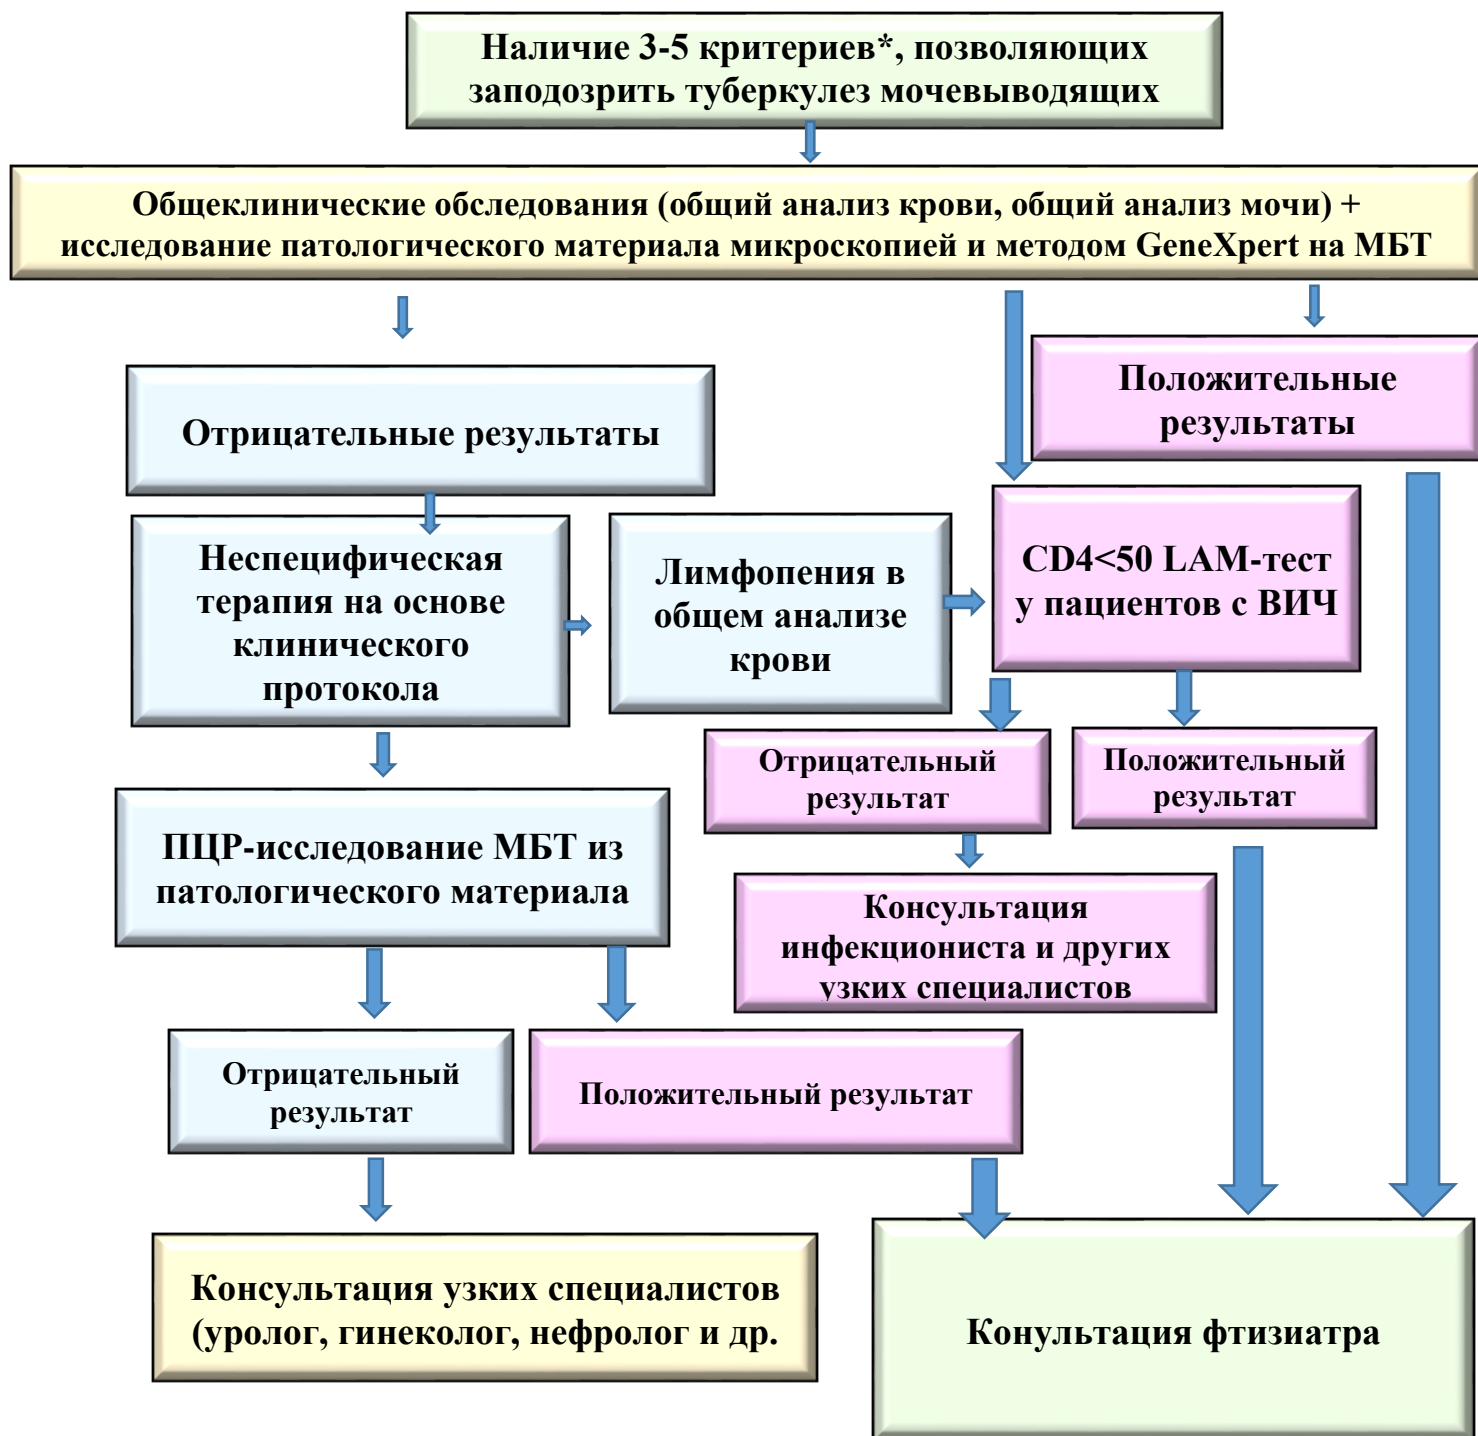 Наличие 3-5 критериев*, позволяющих
заподозрить туберкулез мочевыводящих
Общеклинические обследования (общий анализ крови, общий анализ мочи) +
исследование патологического материала микроскопией и методом GeneXpert на МБТ
Отрицательные результаты
Положительные
результаты
Неспецифическая
терапия на основе
клинического
протокола
Лимфопения в
общем анализе
крови
CD4<50 LAM-тест
у пациентов с ВИЧ
Отрицательный
результат
Положительный
результат
ПЦР-исследование МБТ из
патологического материала
Консультация
инфекциониста и других
узких специалистов
Отрицательный
результат
Положительный результат
Консультация узких специалистов
(уролог, гинеколог, нефролог и др.
Конультация фтизиатра